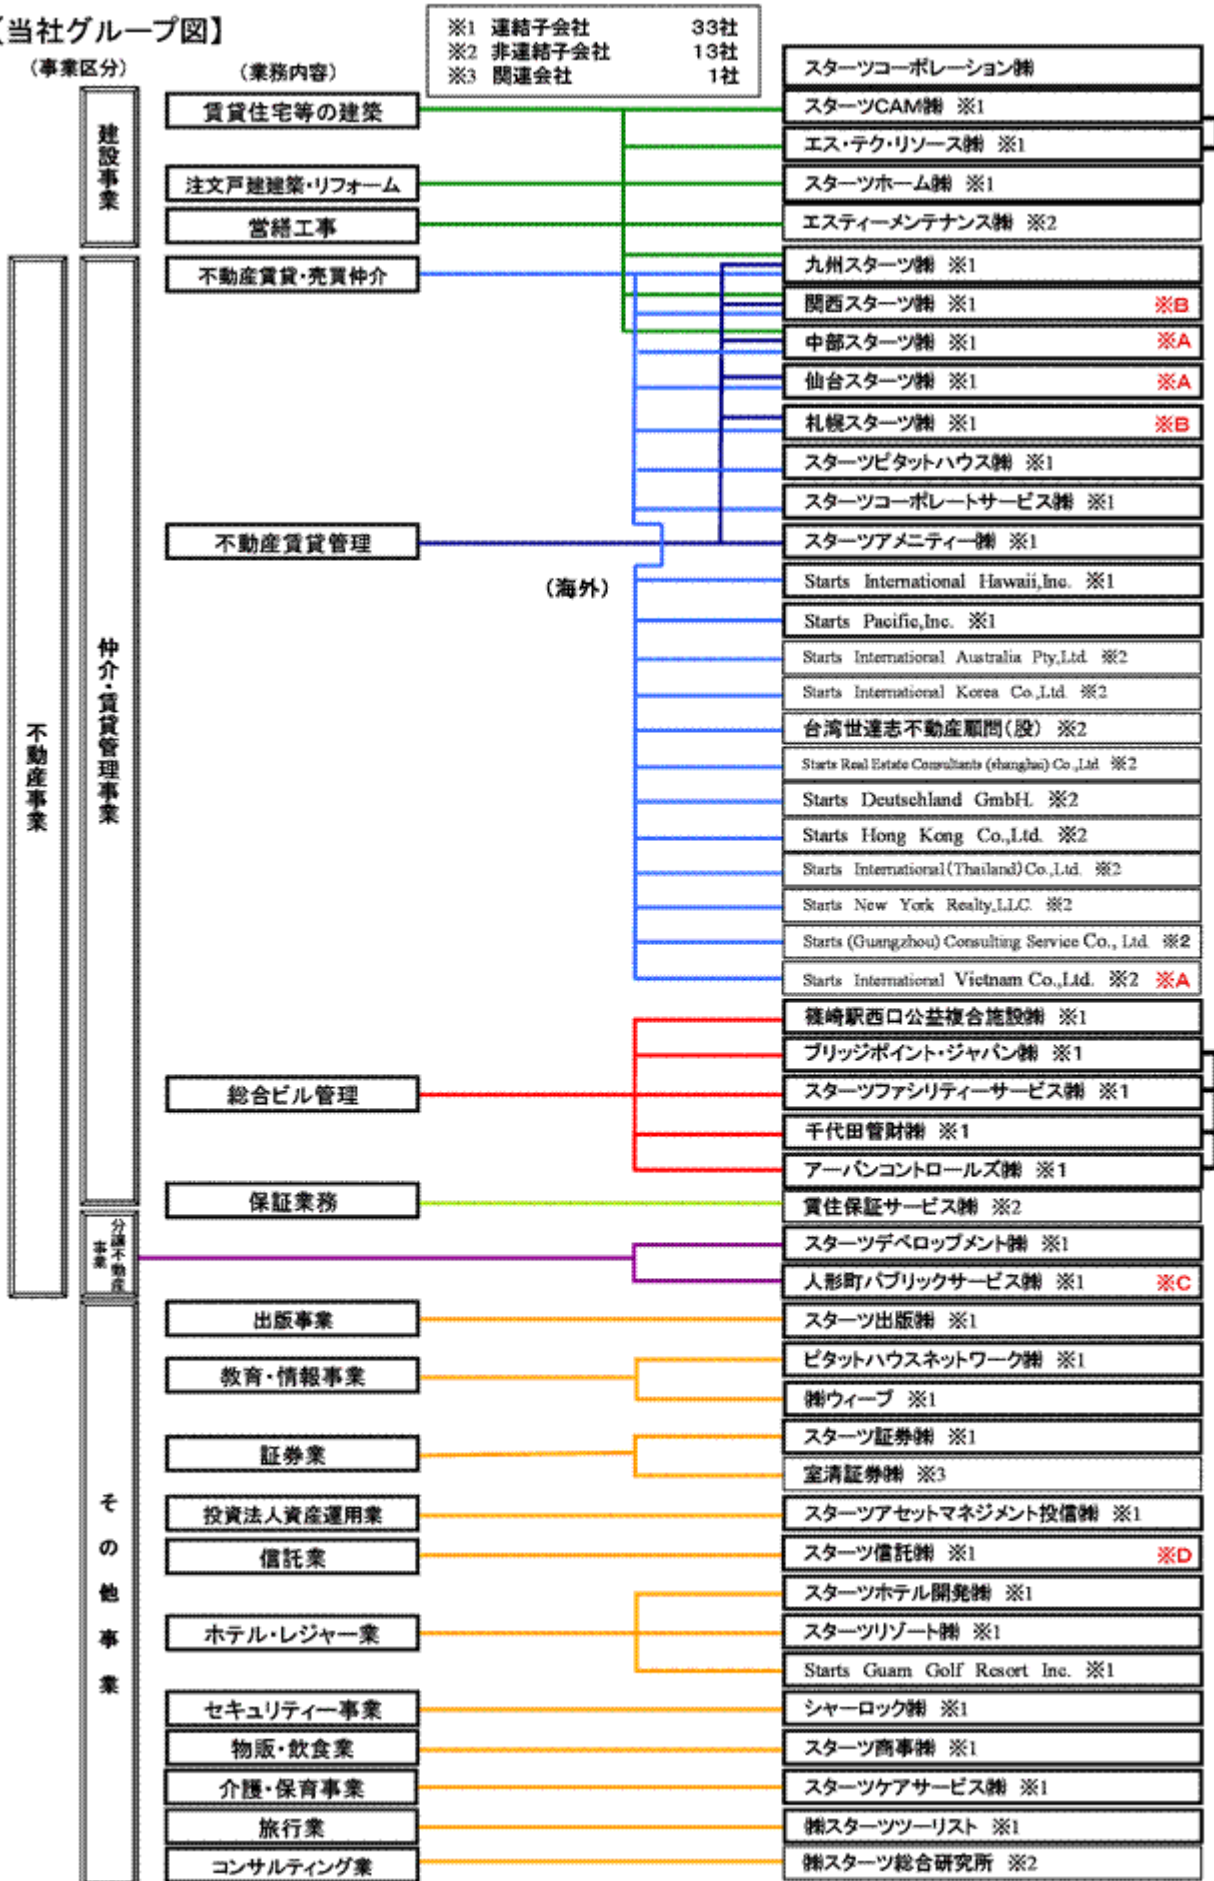 【当社グループ図】
※1 連結子会社 33社
※2 非連結子会社 13社
※3 関連会社 1社
（事業区分）
（業務内容）
スターツコーポレーション㈱
建設事業
賃貸住宅等の建築
スターツCAM㈱ ※1
エス・テク・リソース㈱ ※1
注文戸建建築・リフォーム
スターツホーム㈱ ※1
営繕工事
エスティーメンテナンス㈱ ※2
不動産事業
仲介・賃貸管理事業
不動産賃貸・売買仲介
九州スターツ㈱ ※1
関西スターツ㈱ ※1 ※B
中部スターツ㈱ ※1 ※A
仙台スターツ㈱ ※1 ※A
札幌スターツ㈱ ※1 ※B
スターツピタットハウス㈱ ※1
スターツコーポレートサービス㈱ ※1
不動産賃貸管理
スターツアメニティー㈱ ※1
（海外）
Starts International Hawaii,Inc. ※1
Starts Pacific,Inc. ※1
Starts International Australia Pty,Ltd. ※2
Starts International Korea Co.,Ltd. ※2
台湾世達志不動産顧問（股） ※2
Starts Real Estate Consultants (shanghai) Co.,Ltd. ※2
Starts Deutschland GmbH. ※2
Starts Hong Kong Co.,Ltd. ※2
Starts International(Thailand)Co.,Ltd. ※2
Starts New York Realty,LLC. ※2
Starts (Guangzhou) Consulting Service Co., Ltd. ※2
Starts International Vietnam Co.,Ltd. ※2 ※A
篠崎駅西口公益複合施設㈱ ※1
ブリッジポイント・ジャパン㈱ ※1
総合ビル管理
スターツファシリティーサービス㈱ ※1
千代田管財㈱ ※1
アーバンコントロールズ㈱ ※1
保証業務
賃住保証サービス㈱ ※2
分譲不動産事業
スターツデベロップメント㈱ ※1
人形町パブリックサービス㈱ ※1 ※C
その他事業
出版事業
スターツ出版㈱ ※1
教育・情報事業
ピタットハウスネットワーク㈱ ※1
㈱ウィーブ ※1
証券業
スターツ証券㈱ ※1
室清証券㈱ ※3
投資法人資産運用業
スターツアセットマネジメント投信㈱ ※1
信託業
スターツ信託㈱ ※1 ※D
ホテル・レジャー業
スターツホテル開発㈱ ※1
スターツリゾート㈱ ※1
Starts Guam Golf Resort Inc. ※1
セキュリティー事業
シャーロック㈱ ※1
物販・飲食業
スターツ商事㈱ ※1
介護・保育事業
スターツケアサービス㈱ ※1
旅行業
㈱スターツツーリスト ※1
コンサルティング業
㈱スターツ総合研究所 ※2